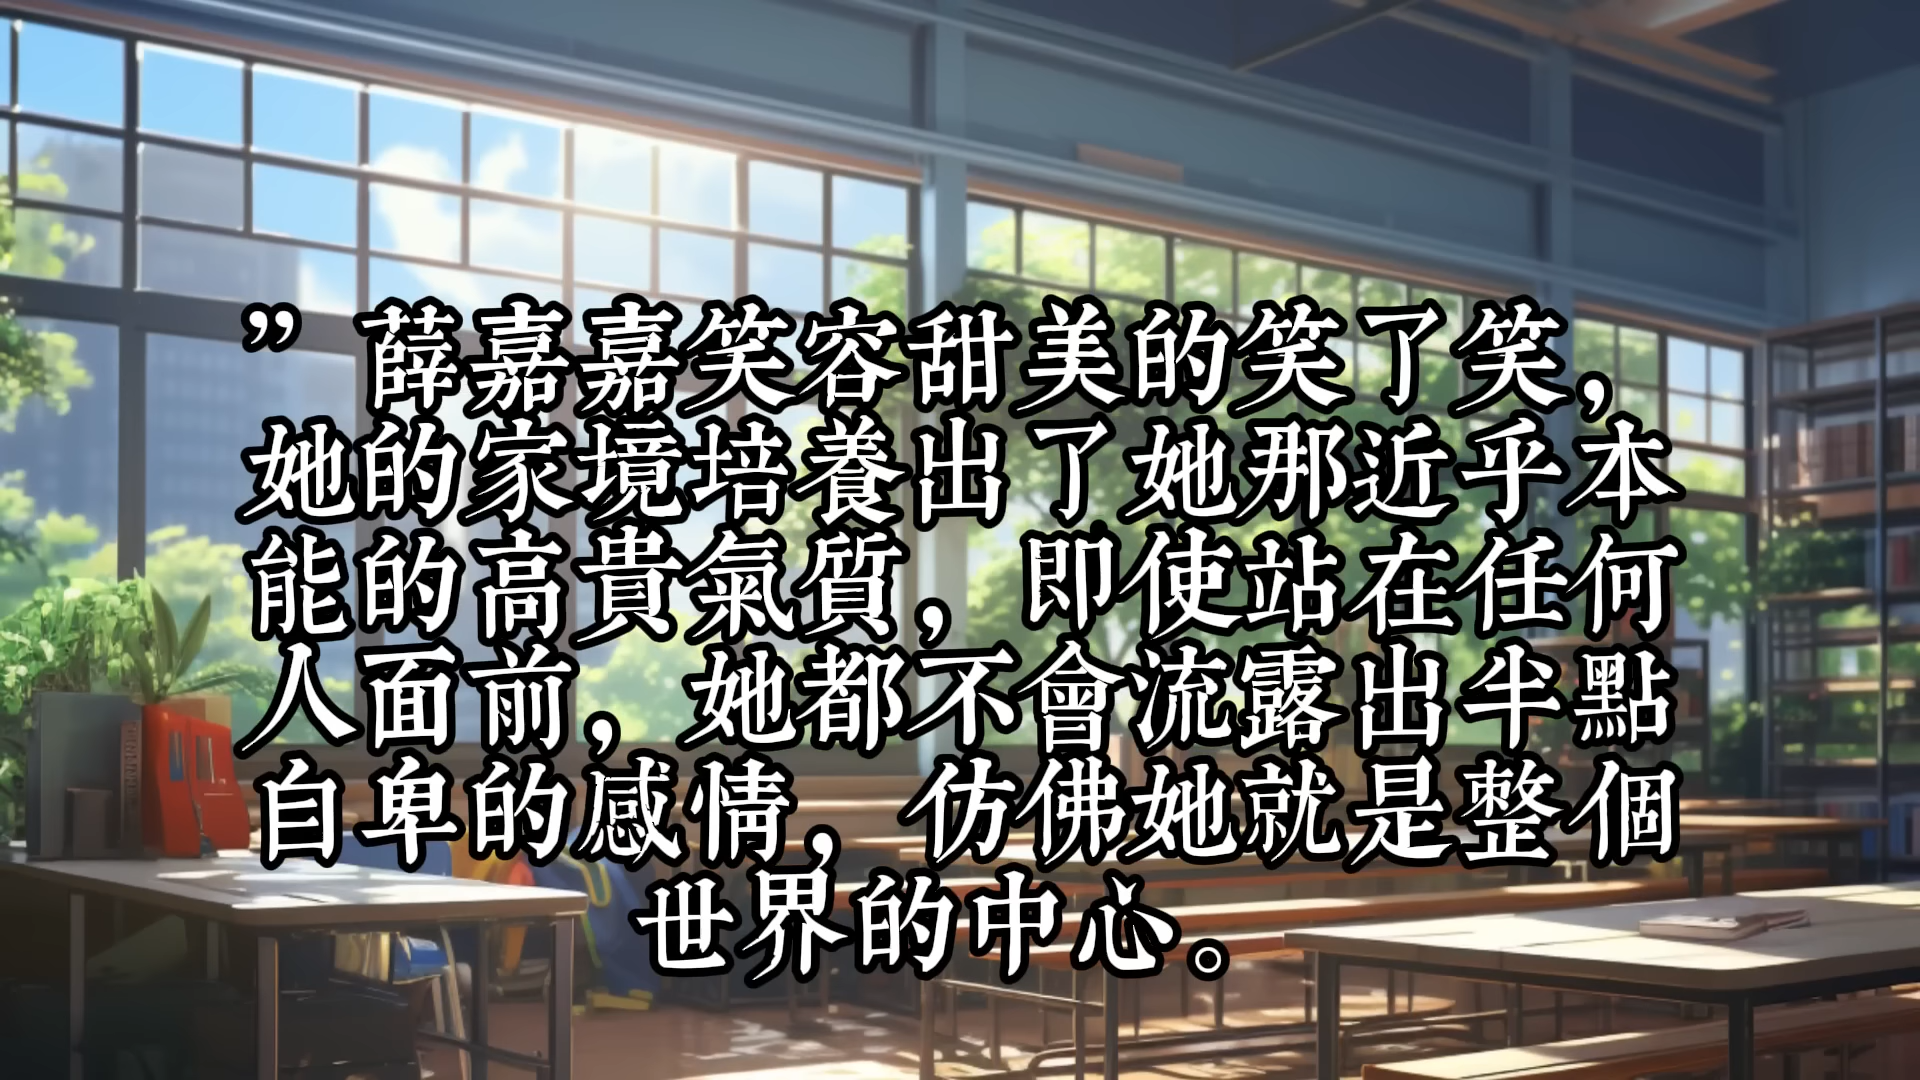 ”薛嘉嘉笑容甜美的笑了笑，
她的家境培養出了她那近乎本
能的高貴氣質，即使站在任何
人面前，她都不會流露出半點
自卑的感情，仿佛她就是整個
世界的中心。